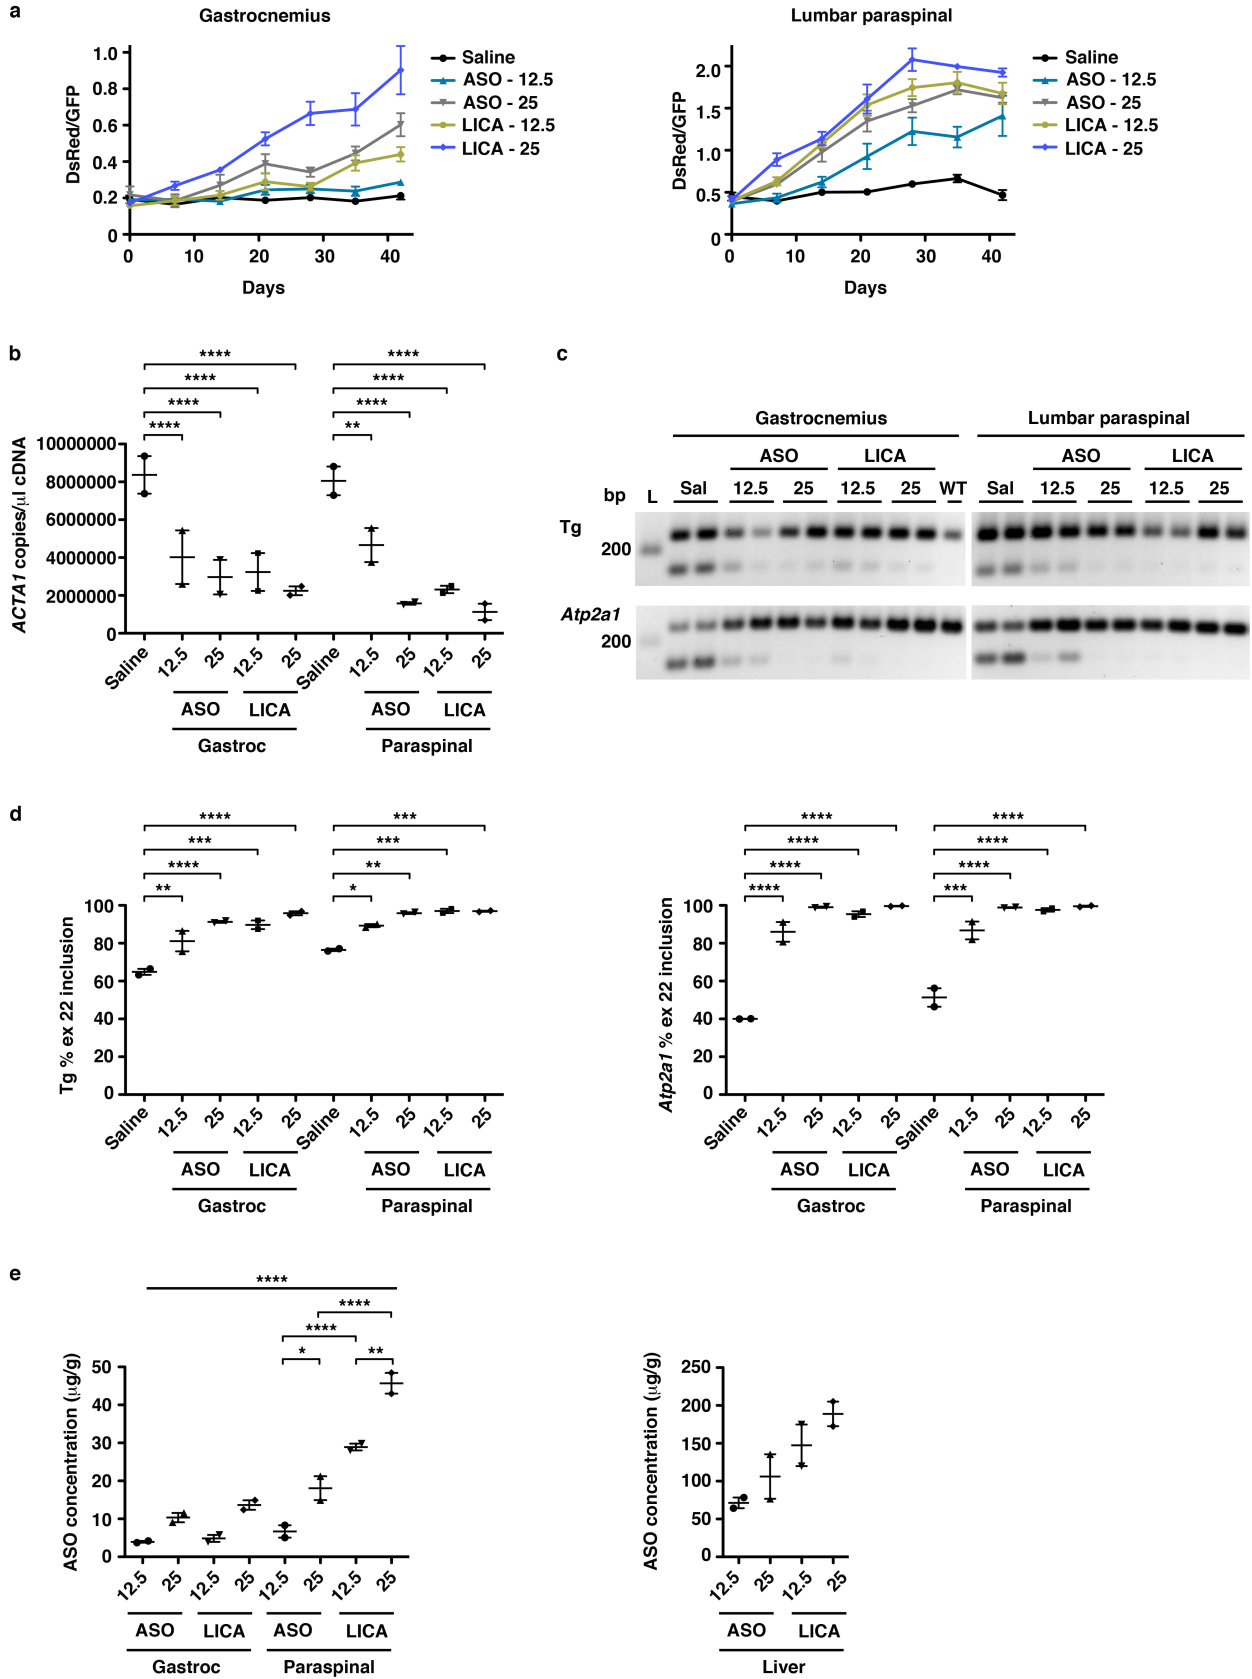 a
Gastrocnemius
DsRed/GFP
1.0
0.8
0.6
0.4
0.2
0
0 10 20 30 40
Days
Saline
ASO - 12.5
ASO - 25
LICA - 12.5
LICA - 25
Lumbar paraspinal
DsRed/GFP
2.0
1.5
1.0
0.5
0
0 10 20 30 40
Days
Saline
ASO - 12.5
ASO - 25
LICA - 12.5
LICA - 25
b
**** ****
**** ****
**** ****
**** **
ACTA1 copies/μl cDNA
10000000
8000000
6000000
4000000
2000000
0
Saline 12.5 25 12.5 25 Saline 12.5 25 12.5 25
ASO LICA ASO LICA
Gastroc Paraspinal
c
Gastrocnemius Lumbar paraspinal
ASO LICA ASO LICA
bp L Sal 12.5 25 12.5 25 WT Sal 12.5 25 12.5 25
Tg
200
Atp2a1
200
d
**** ***
*** ***
**** **
** *
Tg % ex 22 inclusion
100
80
60
40
20
0
Saline 12.5 25 12.5 25 Saline 12.5 25 12.5 25
ASO LICA ASO LICA
Gastroc Paraspinal
**** ****
**** ****
**** ****
**** ***
Atp2a1 % ex 22 inclusion
100
80
60
40
20
0
Saline 12.5 25 12.5 25 Saline 12.5 25 12.5 25
ASO LICA ASO LICA
Gastroc Paraspinal
e
****
****
****
* **
ASO concentration (μg/g)
50
40
30
20
10
0
12.5 25 12.5 25 12.5 25 12.5 25
ASO LICA ASO LICA
Gastroc Paraspinal
ASO concentration (μg/g)
250
200
150
100
50
0
12.5 25 12.5 25
ASO LICA
Liver